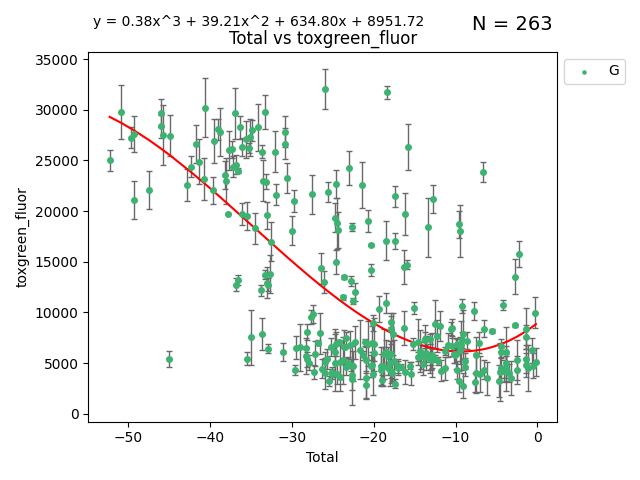 y = 0.38x^3 + 39.21x^2 + 634.80x + 8951.72
N = 263
Total vs toxgreen_fluor
G
toxgreen_fluor
35000
30000
25000
20000
15000
10000
5000
0
−50 −40 −30 −20 −10 0
Total